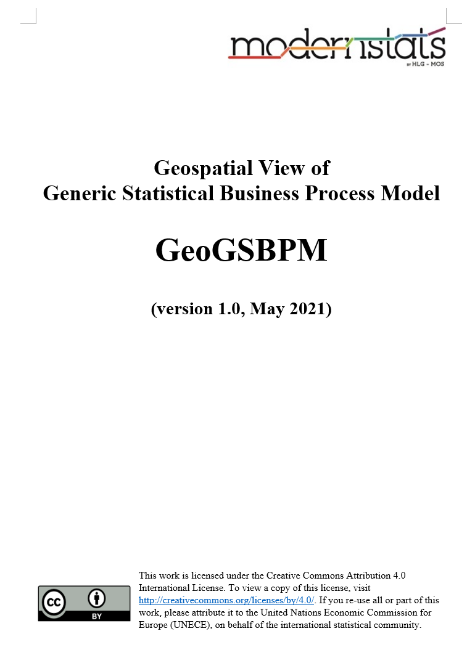 modernstats
BY HLG - MOS
Geospatial View of
Generic Statistical Business Process Model
GeoGSBPM
(version 1.0, May 2021)
This work is licensed under the Creative Commons Attribution 4.0
International License. To view a copy of this license, visit
http://creativecommons.org/licenses/by/4.0/. If you re-use all or part of this
work, please attribute it to the United Nations Economic Commission for
Europe (UNECE), on behalf of the international statistical community.
cc
BY